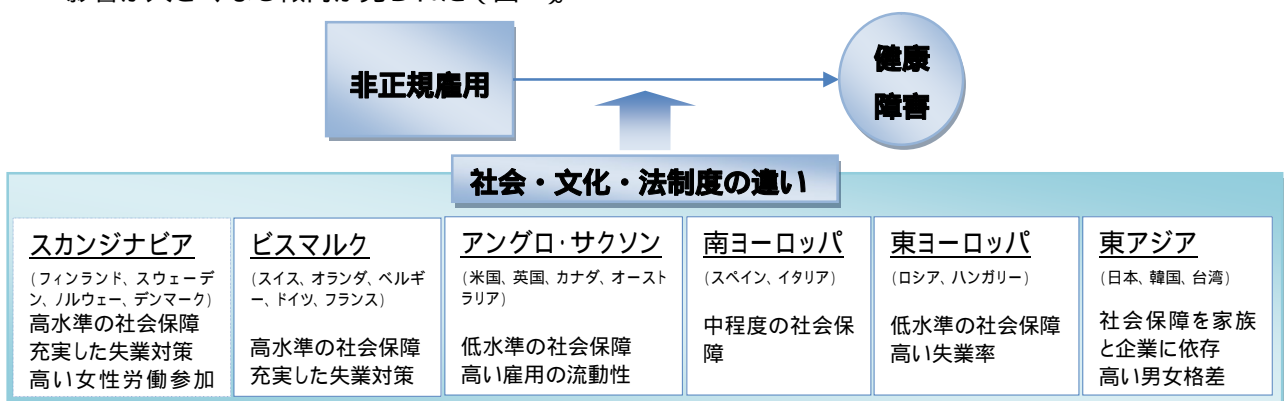 非正規雇用
健康
障害
社会・文化・法制度の違い
スカンジナビア
(フィンランド、スウェーデ
ン、ノルウェー、デンマーク)
高水準の社会保障
充実した失業対策
高い女性労働参加
ビスマルク
(スイス、オランダ、ベルギ
ー、ドイツ、フランス)
高水準の社会保障
充実した失業対策
アングロ・サクソン
(米国、英国、カナダ、オースト
ラリア)
低水準の社会保障
高い雇用の流動性
南ヨーロッパ
(スペイン、イタリア)
中程度の社会保
障
東ヨーロッパ
(ロシア、ハンガリー)
低水準の社会保障
高い失業率
東アジア
(日本、韓国、台湾)
社会保障を家族
と企業に依存
高い男女格差